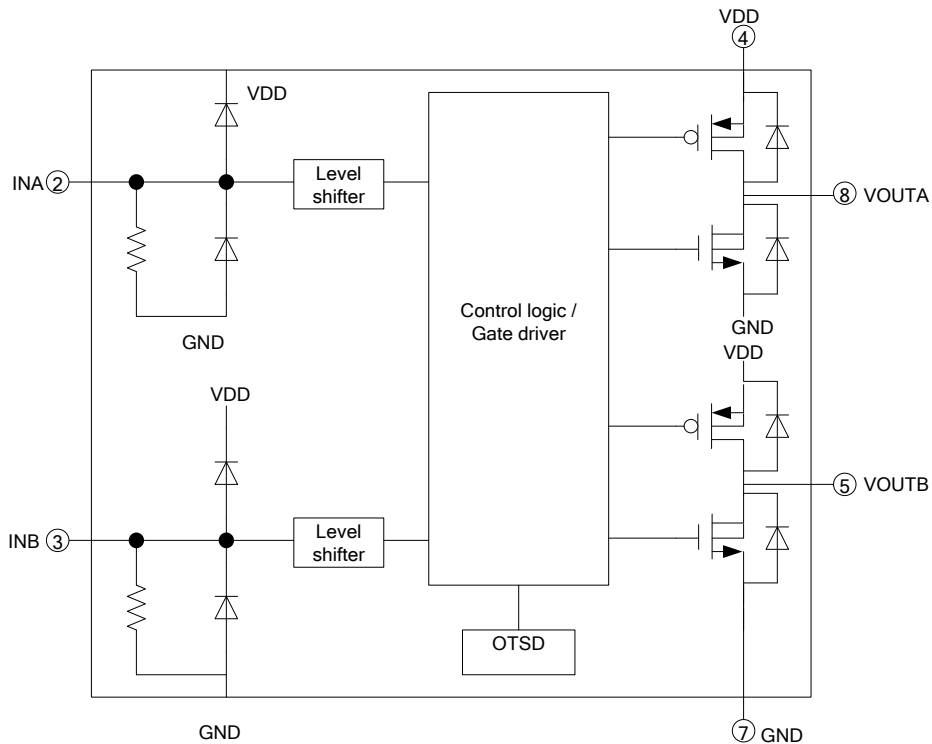 VDD
④
VDD
INA ②
Level
shifter
⑧ VOUTA
Control logic /
Gate driver
GND
GND
VDD
VDD
⑤ VOUTB
INB ③
Level
shifter
OTSD
GND
⑦ GND